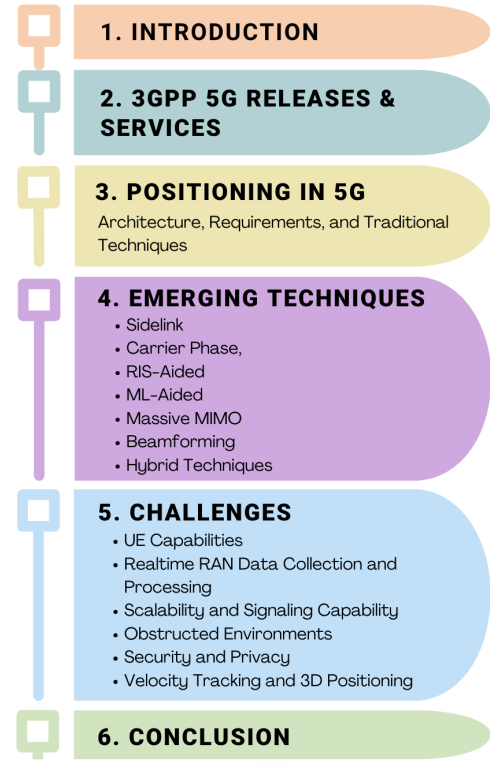 1. INTRODUCTION
2. 3GPP 5G RELEASES &
SERVICES
3. POSITIONING IN 5G
Architecture, Requirements, and Traditional
Techniques
4. EMERGING TECHNIQUES
• Sidelink
• Carrier Phase,
• RIS-Aided
• ML-Aided
• Massive MIMO
• Beamforming
• Hybrid Techniques
5. CHALLENGES
• UE Capabilities
• Realtime RAN Data Collection and
Processing
• Scalability and Signaling Capability
• Obstructed Environments
• Security and Privacy
• Velocity Tracking and 3D Positioning
6. CONCLUSION